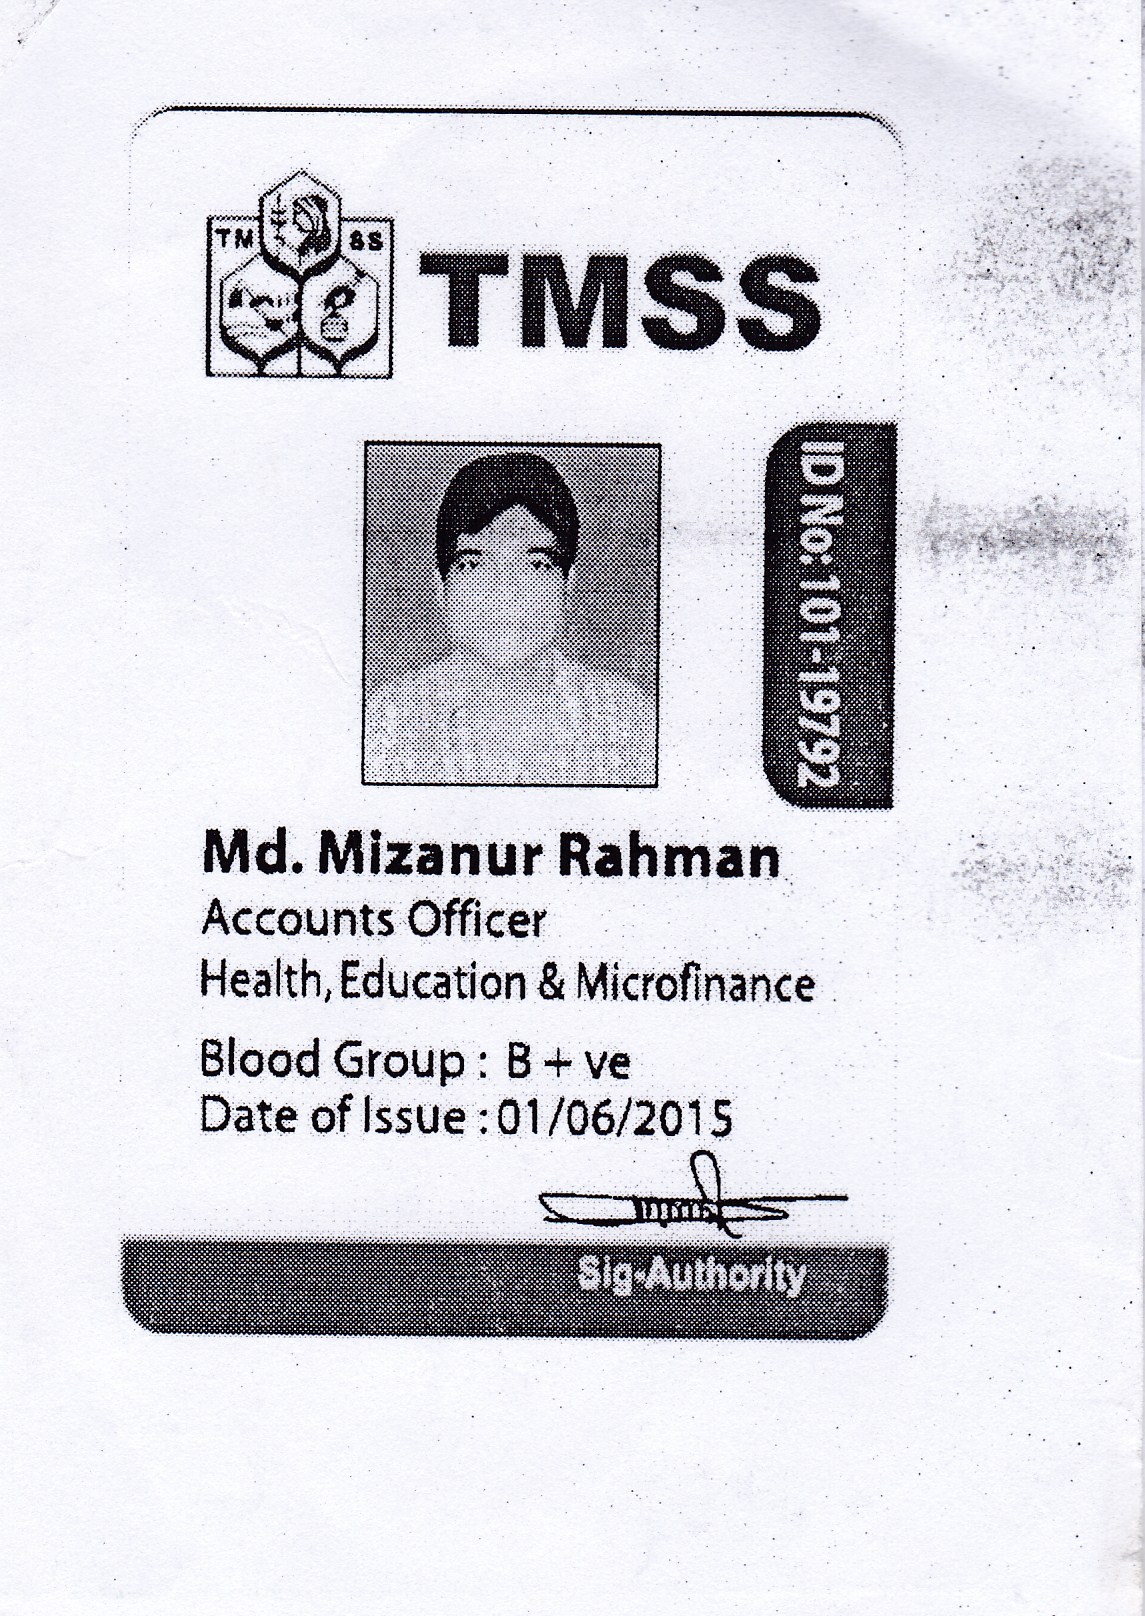 TM SS
TMSS
ID No: 101-19792
Md. Mizanur Rahman
Accounts Officer
Health, Education & Microfinance
Blood Group : B + ve
Date of Issue : 01/06/2015
Sig-Authority